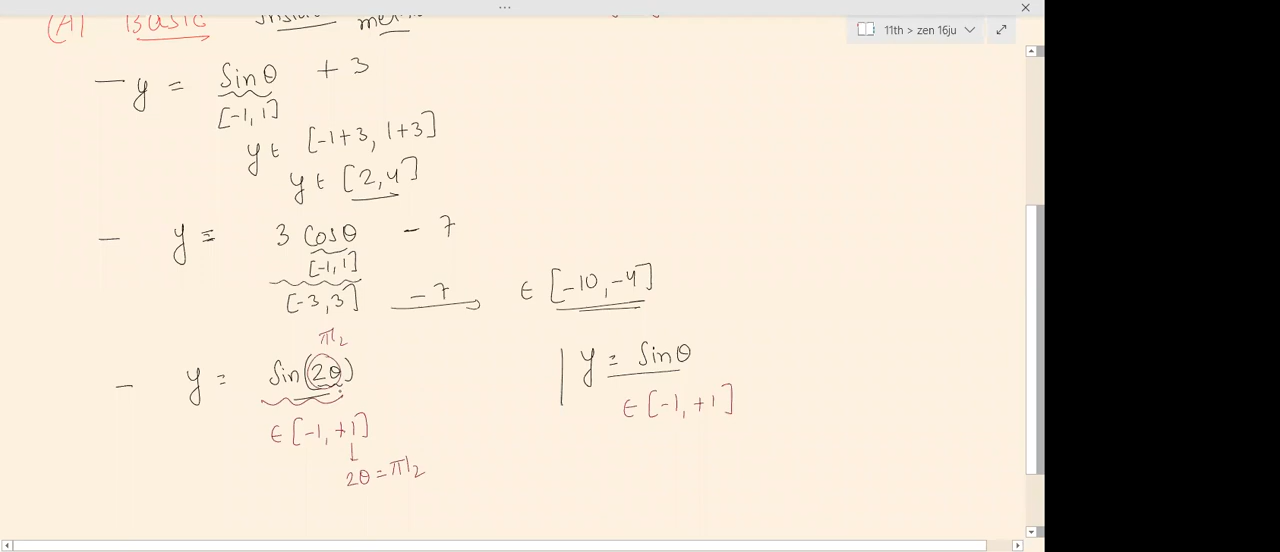 (A) Basic
11th > zen 16ju
— y = Sinθ + 3
[-1, 1]
y ∈ [-1+3, 1+3]
y ∈ [2,4]
— y = 3 Cosθ - 7
[-1, 1]
[-3, 3] -7 ∈ [-10, -4]
π/2
— y = Sin(2θ)
∈ [-1, +1]
2θ = π/2
y = Sinθ
∈ [-1, +1]